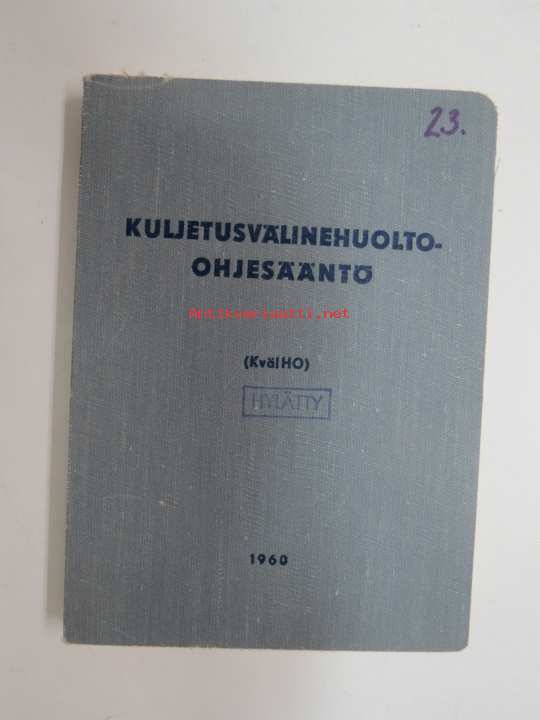 23.
KULJETUSVÄLINEHUOLTO-
OHJESÄÄNTÖ
Antikvariaatti.net
(KvälHO)
HYLÄTTY
1960